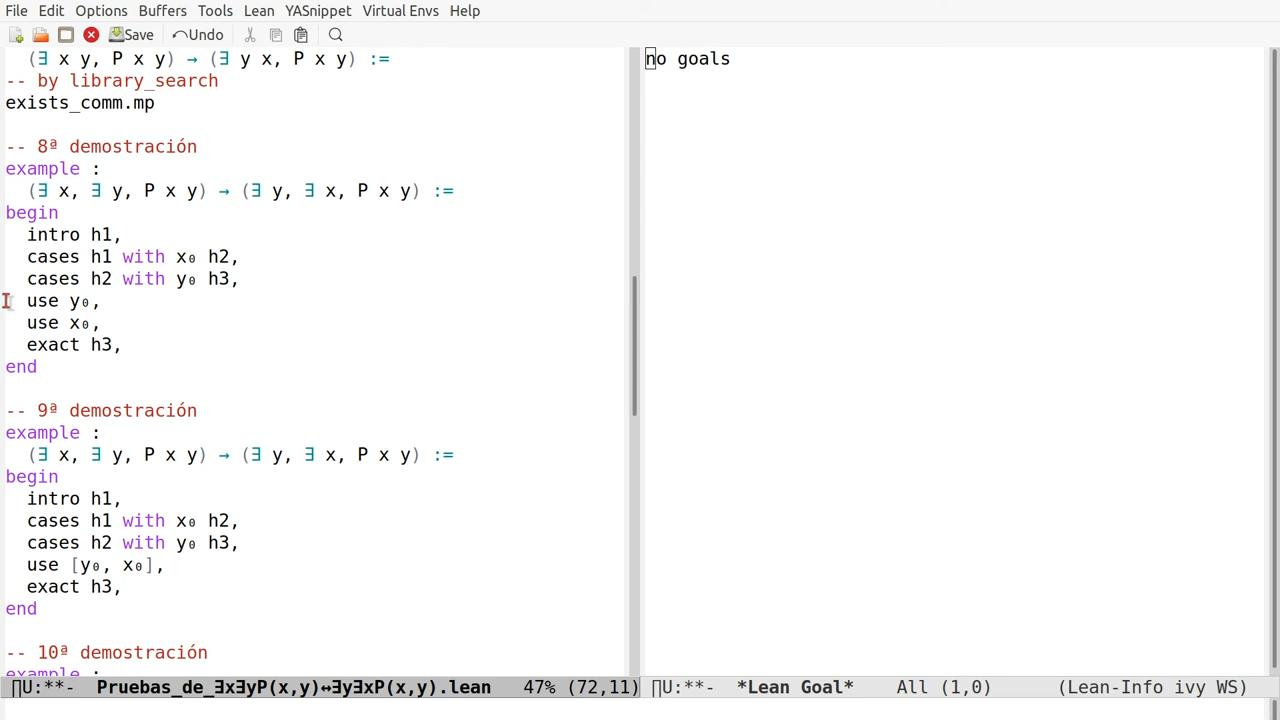 File Edit Options Buffers Tools Lean YASnippet Virtual Envs Help
Save Undo
(∃ x y, P x y) → (∃ y x, P x y) :=
-- by library_search
exists_comm.mp
-- 8ª demostración
example :
(∃ x, ∃ y, P x y) → (∃ y, ∃ x, P x y) :=
begin
intro h1,
cases h1 with x₀ h2,
cases h2 with y₀ h3,
use y₀,
use x₀,
exact h3,
end
-- 9ª demostración
example :
(∃ x, ∃ y, P x y) → (∃ y, ∃ x, P x y) :=
begin
intro h1,
cases h1 with x₀ h2,
cases h2 with y₀ h3,
use [y₀, x₀],
exact h3,
end
-- 10ª demostración
example :
∏U:**- Pruebas_de_∃x∃yP(x,y)↔∃y∃xP(x,y).lean 47% (72,11)
no goals
∏U:**- *Lean Goal* All (1,0) (Lean-Info ivy WS)